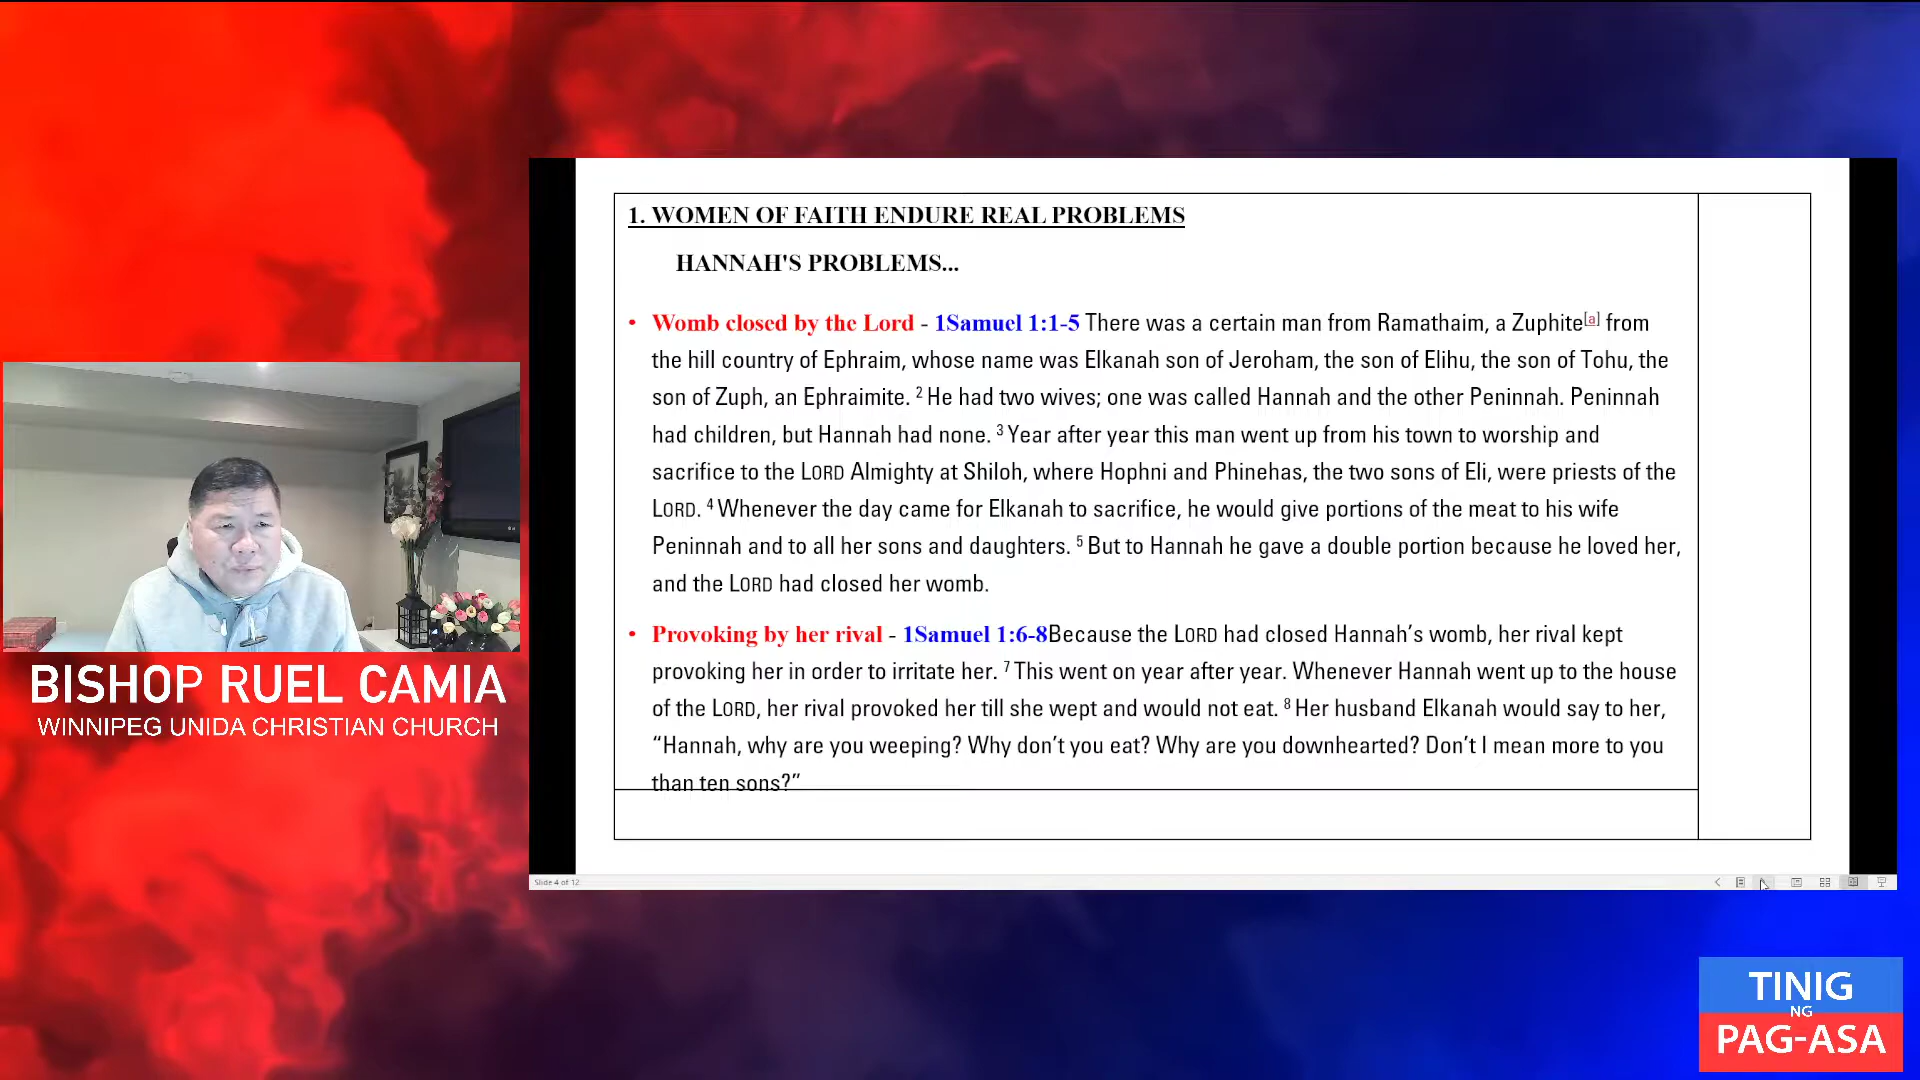 1. WOMEN OF FAITH ENDURE REAL PROBLEMS
HANNAH'S PROBLEMS...
• Womb closed by the Lord - 1Samuel 1:1-5 There was a certain man from Ramathaim, a Zuphite[a] from
the hill country of Ephraim, whose name was Elkanah son of Jeroham, the son of Elihu, the son of Tohu, the
son of Zuph, an Ephraimite. 2 He had two wives; one was called Hannah and the other Peninnah. Peninnah
had children, but Hannah had none. 3 Year after year this man went up from his town to worship and
sacrifice to the LORD Almighty at Shiloh, where Hophni and Phinehas, the two sons of Eli, were priests of the
LORD. 4 Whenever the day came for Elkanah to sacrifice, he would give portions of the meat to his wife
Peninnah and to all her sons and daughters. 5 But to Hannah he gave a double portion because he loved her,
and the LORD had closed her womb.
• Provoking by her rival - 1Samuel 1:6-8Because the LORD had closed Hannah’s womb, her rival kept
provoking her in order to irritate her. 7 This went on year after year. Whenever Hannah went up to the house
of the LORD, her rival provoked her till she wept and would not eat. 8 Her husband Elkanah would say to her,
“Hannah, why are you weeping? Why don’t you eat? Why are you downhearted? Don’t I mean more to you
than ten sons?”
Slide 4 of 12
BISHOP RUEL CAMIA
WINNIPEG UNIDA CHRISTIAN CHURCH
TINIG
NG
PAG-ASA